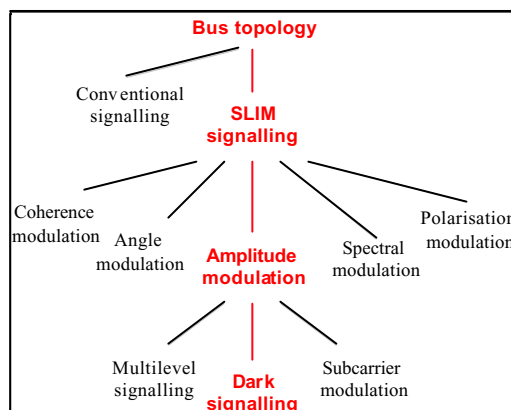 Bus topology
Conventional
signalling
SLIM
signalling
Coherence
modulation
Angle
modulation
Amplitude
modulation
Spectral
modulation
Polarisation
modulation
Multilevel
signalling
Dark
signalling
Subcarrier
modulation